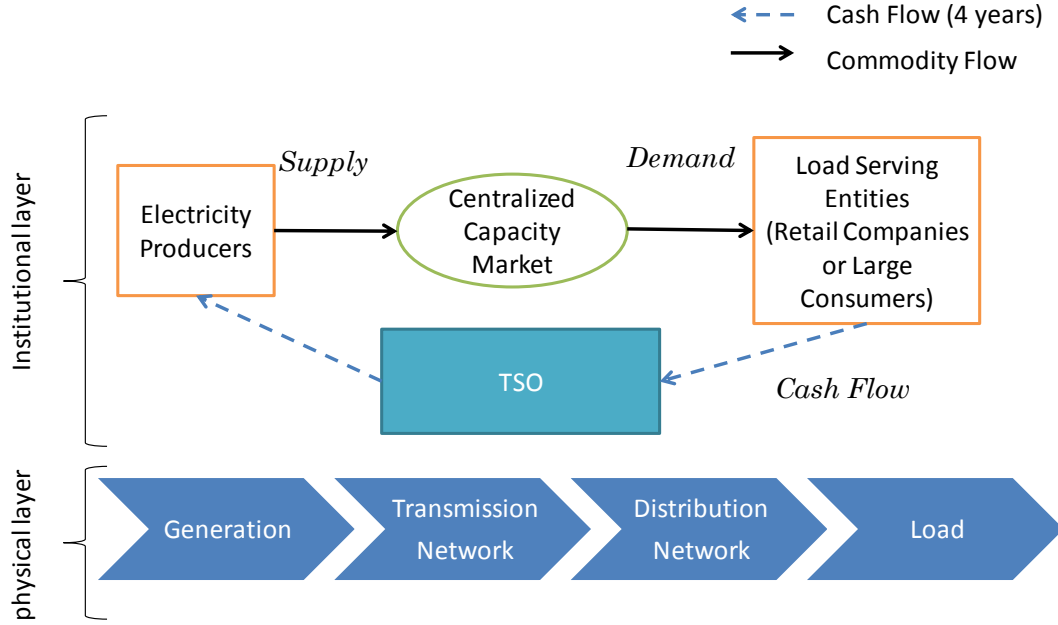 Cash Flow (4 years)
Commodity Flow
Institutional layer
Supply
Demand
Electricity
Producers
Centralized
Capacity
Market
Load Serving
Entities
(Retail Companies
or Large
Consumers)
TSO
Cash Flow
physical layer
Generation
Transmission
Network
Distribution
Network
Load